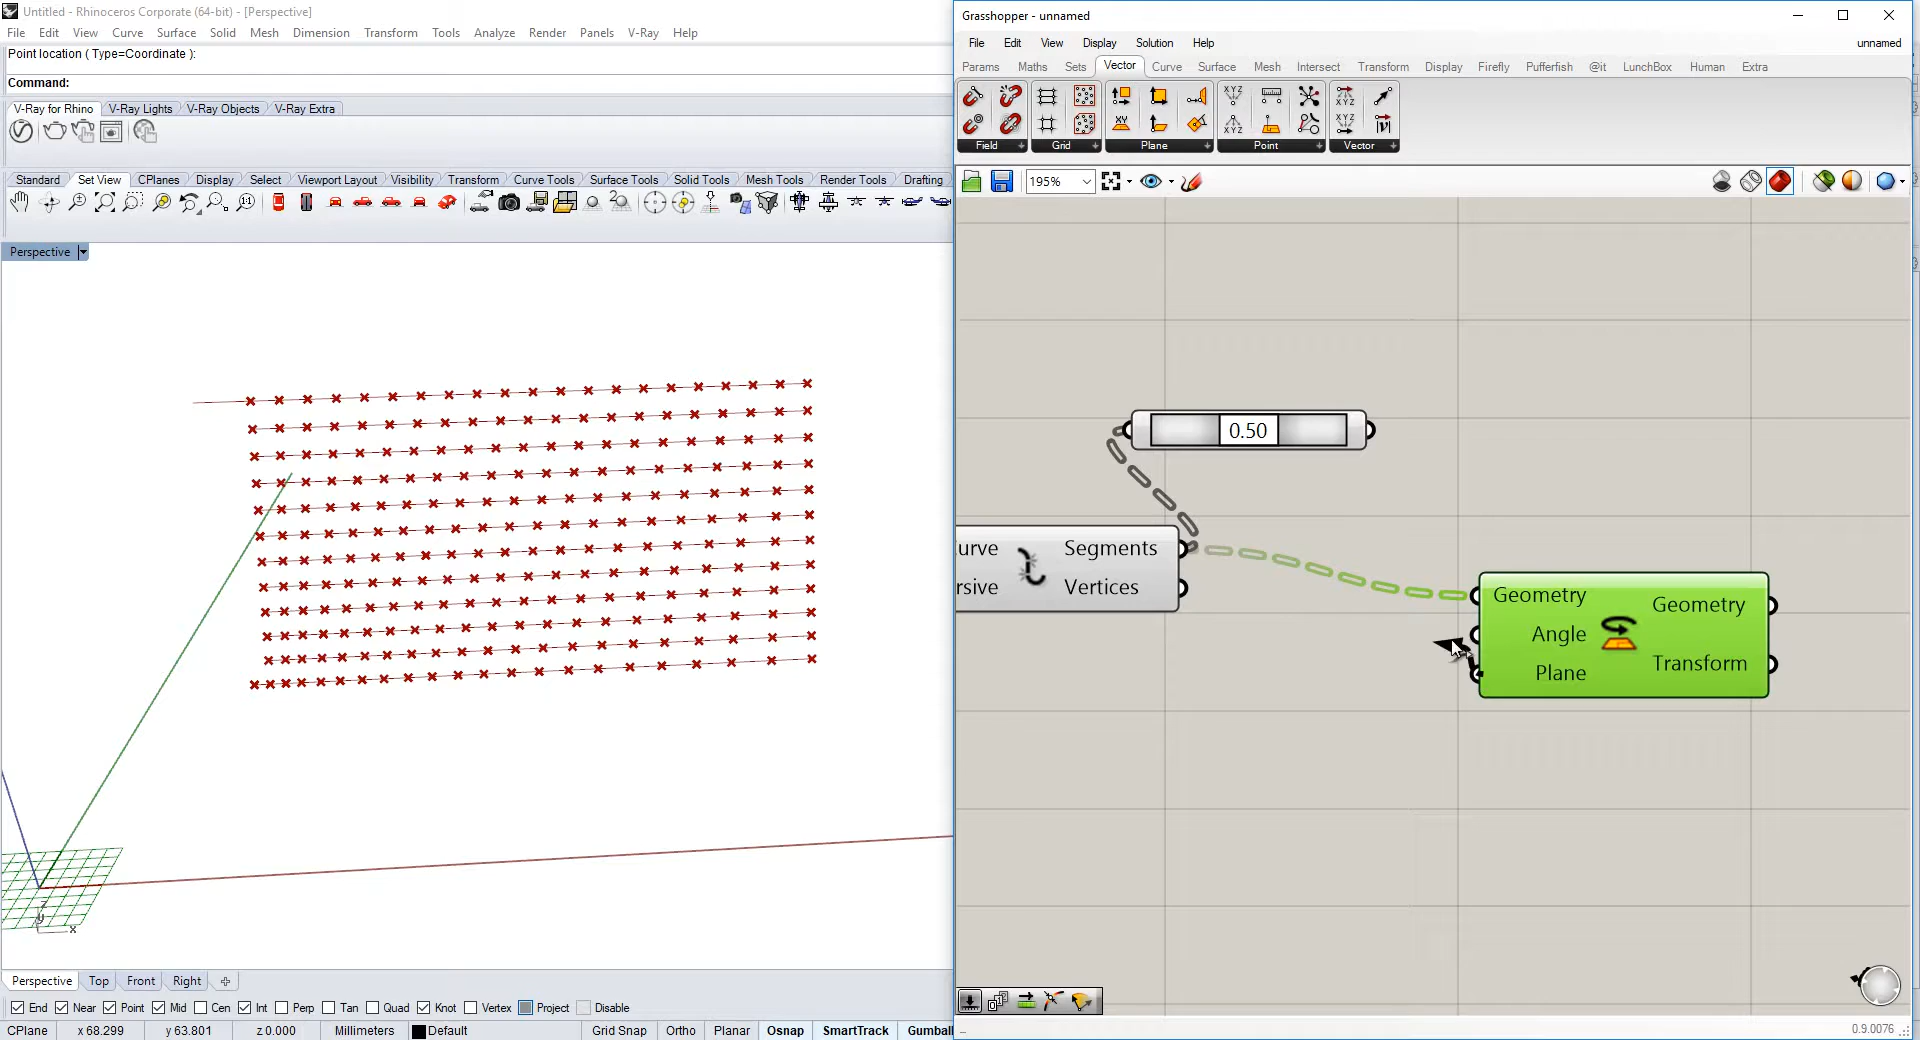 Untitled - Rhinoceros Corporate (64-bit) - [Perspective]
File Edit View Curve Surface Solid Mesh Dimension Transform Tools Analyze Render Panels V-Ray Help
Point location ( Type=Coordinate ):
Command:
V-Ray for Rhino V-Ray Lights V-Ray Objects V-Ray Extra
Standard Set View CPlanes Display Select Viewport Layout Visibility Transform Curve Tools Surface Tools Solid Tools Mesh Tools Render Tools Drafting
Perspective
z
y
x
Perspective Top Front Right
End Near Point Mid Cen Int Perp Tan Quad Knot Vertex Project Disable
CPlane x 68.299 y 63.801 z 0.000 Millimeters Default Grid Snap Ortho Planar Osnap SmartTrack Gumball
Grasshopper - unnamed
File Edit View Display Solution Help unnamed
Params Maths Sets Vector Curve Surface Mesh Intersect Transform Display Firefly Pufferfish @it LunchBox Human Extra
Field Grid Plane Point Vector
195%
0.50
urve Segments
rsive Vertices
Geometry Geometry
Angle
Plane Transform
0.9.0076